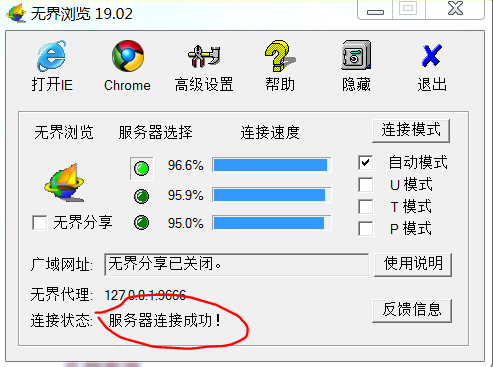 无界浏览 19.02
打开IE Chrome 高级设置 帮助 隐藏 退出
无界浏览 服务器选择 连接速度 连接模式
96.6% 自动模式
95.9% U 模式
无界分享 95.0% T 模式
P 模式
广域网址: 无界分享已关闭。 使用说明
无界代理: 127.0.0.1:9666
连接状态: 服务器连接成功! 反馈信息